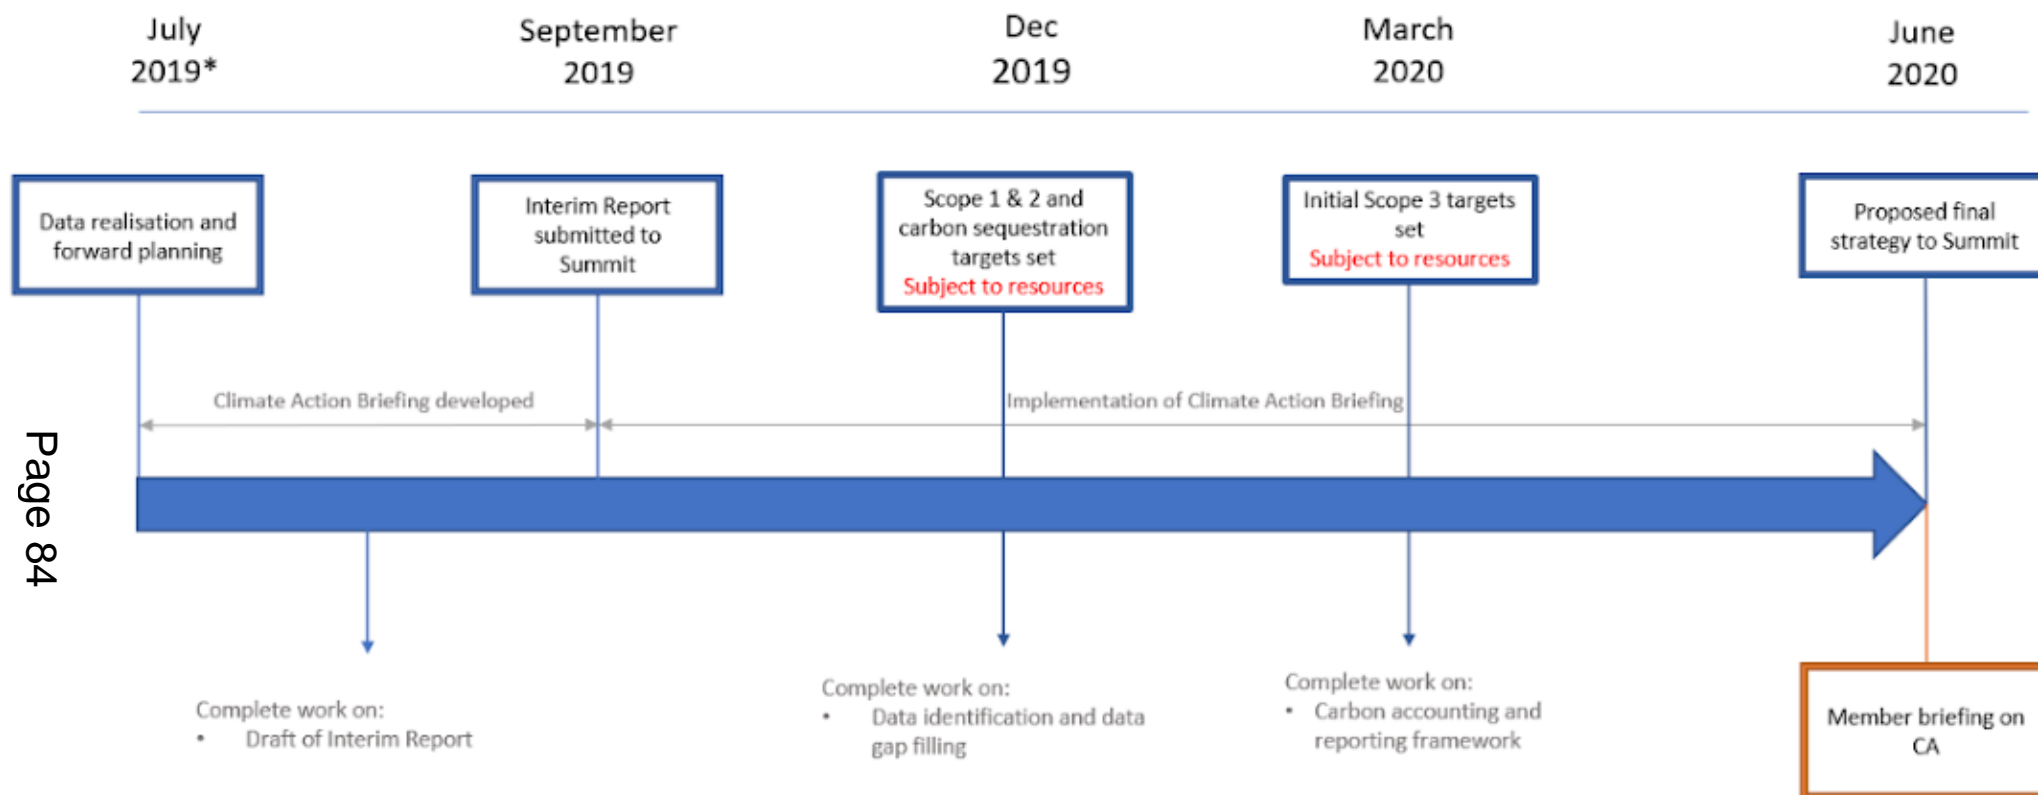 July
2019*
September
2019
Dec
2019
March
2020
June
2020
Data realisation and
forward planning
Interim Report
submitted to
Summit
Scope 1 & 2 and
carbon sequestration
targets set
Subject to resources
Initial Scope 3 targets
set
Subject to resources
Proposed final
strategy to Summit
Climate Action Briefing developed
Implementation of Climate Action Briefing
Page 84
Complete work on:
• Draft of Interim Report
Complete work on:
• Data identification and data
gap filling
Complete work on:
• Carbon accounting and
reporting framework
Member briefing on
CA